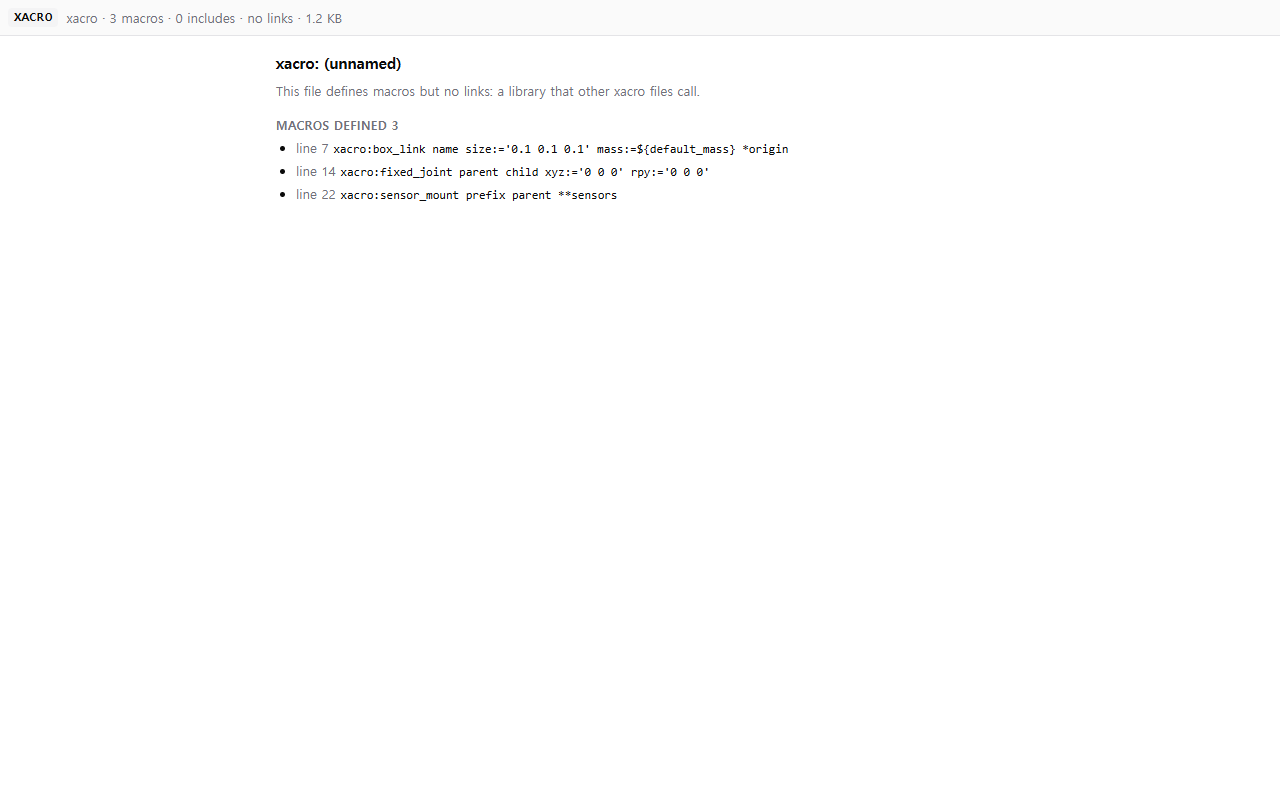 XACRO xacro · 3 macros · 0 includes · no links · 1.2 KB
xacro: (unnamed)
This file defines macros but no links: a library that other xacro files call.
MACROS DEFINED 3
line 7 xacro:box_link name size:='0.1 0.1 0.1' mass:=${default_mass} *origin
line 14 xacro:fixed_joint parent child xyz:='0 0 0' rpy:='0 0 0'
line 22 xacro:sensor_mount prefix parent **sensors